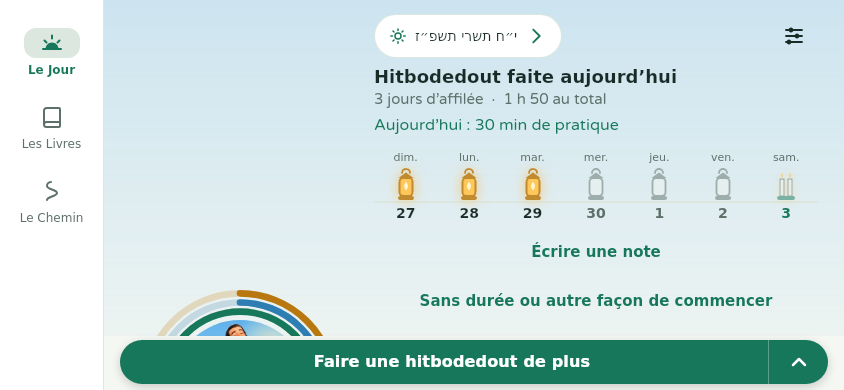 Le Jour
Les Livres
Le Chemin
י״ח תשרי תשפ״ז
Hitbodedout faite aujourd’hui
3 jours d’affilée · 1 h 50 au total
Aujourd’hui : 30 min de pratique
dim. lun. mar. mer. jeu. ven. sam.
27 28 29 30 1 2 3
Écrire une note
Sans durée ou autre façon de commencer
Faire une hitbodedout de plus